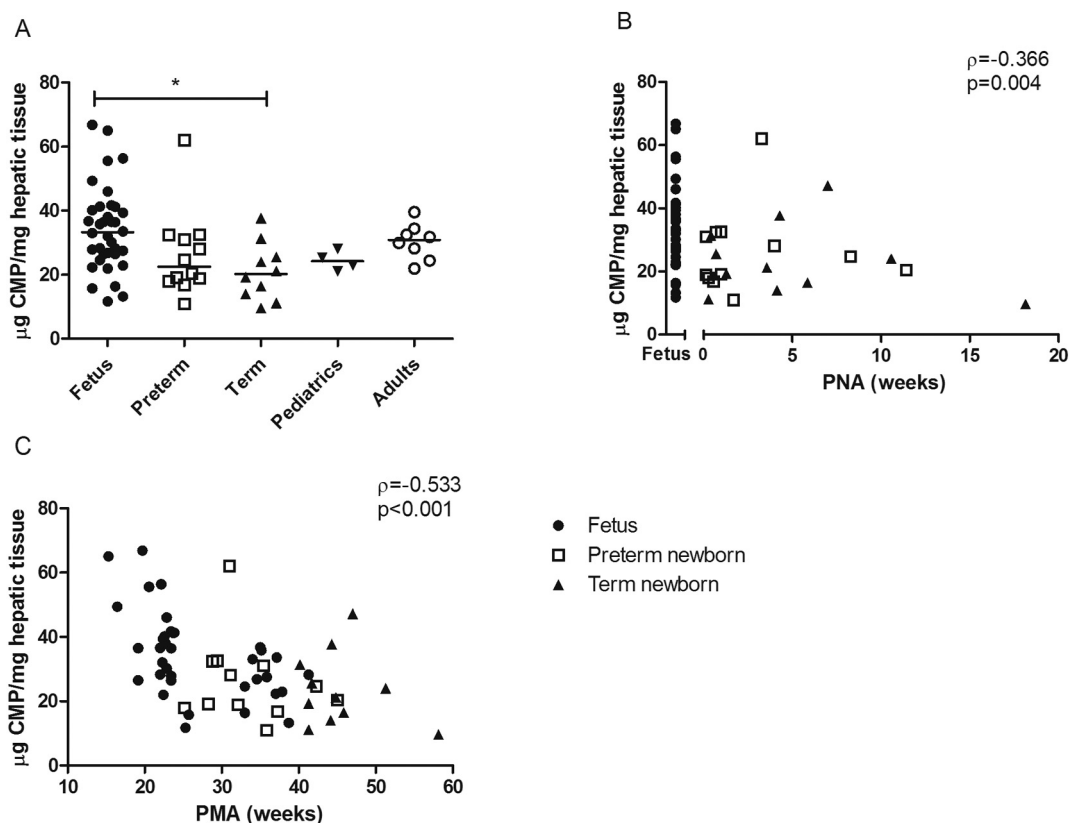 A
μg CMP/mg hepatic tissue
80
60
40
20
0
*
Fetus
Preterm
Term
Pediatrics
Adults
B
ρ=-0.366
p=0.004
μg CMP/mg hepatic tissue
80
60
40
20
0
Fetus 0 5 10 15 20
PNA (weeks)
C
ρ=-0.533
p<0.001
μg CMP/mg hepatic tissue
80
60
40
20
0
10 20 30 40 50 60
PMA (weeks)
Fetus
Preterm newborn
Term newborn